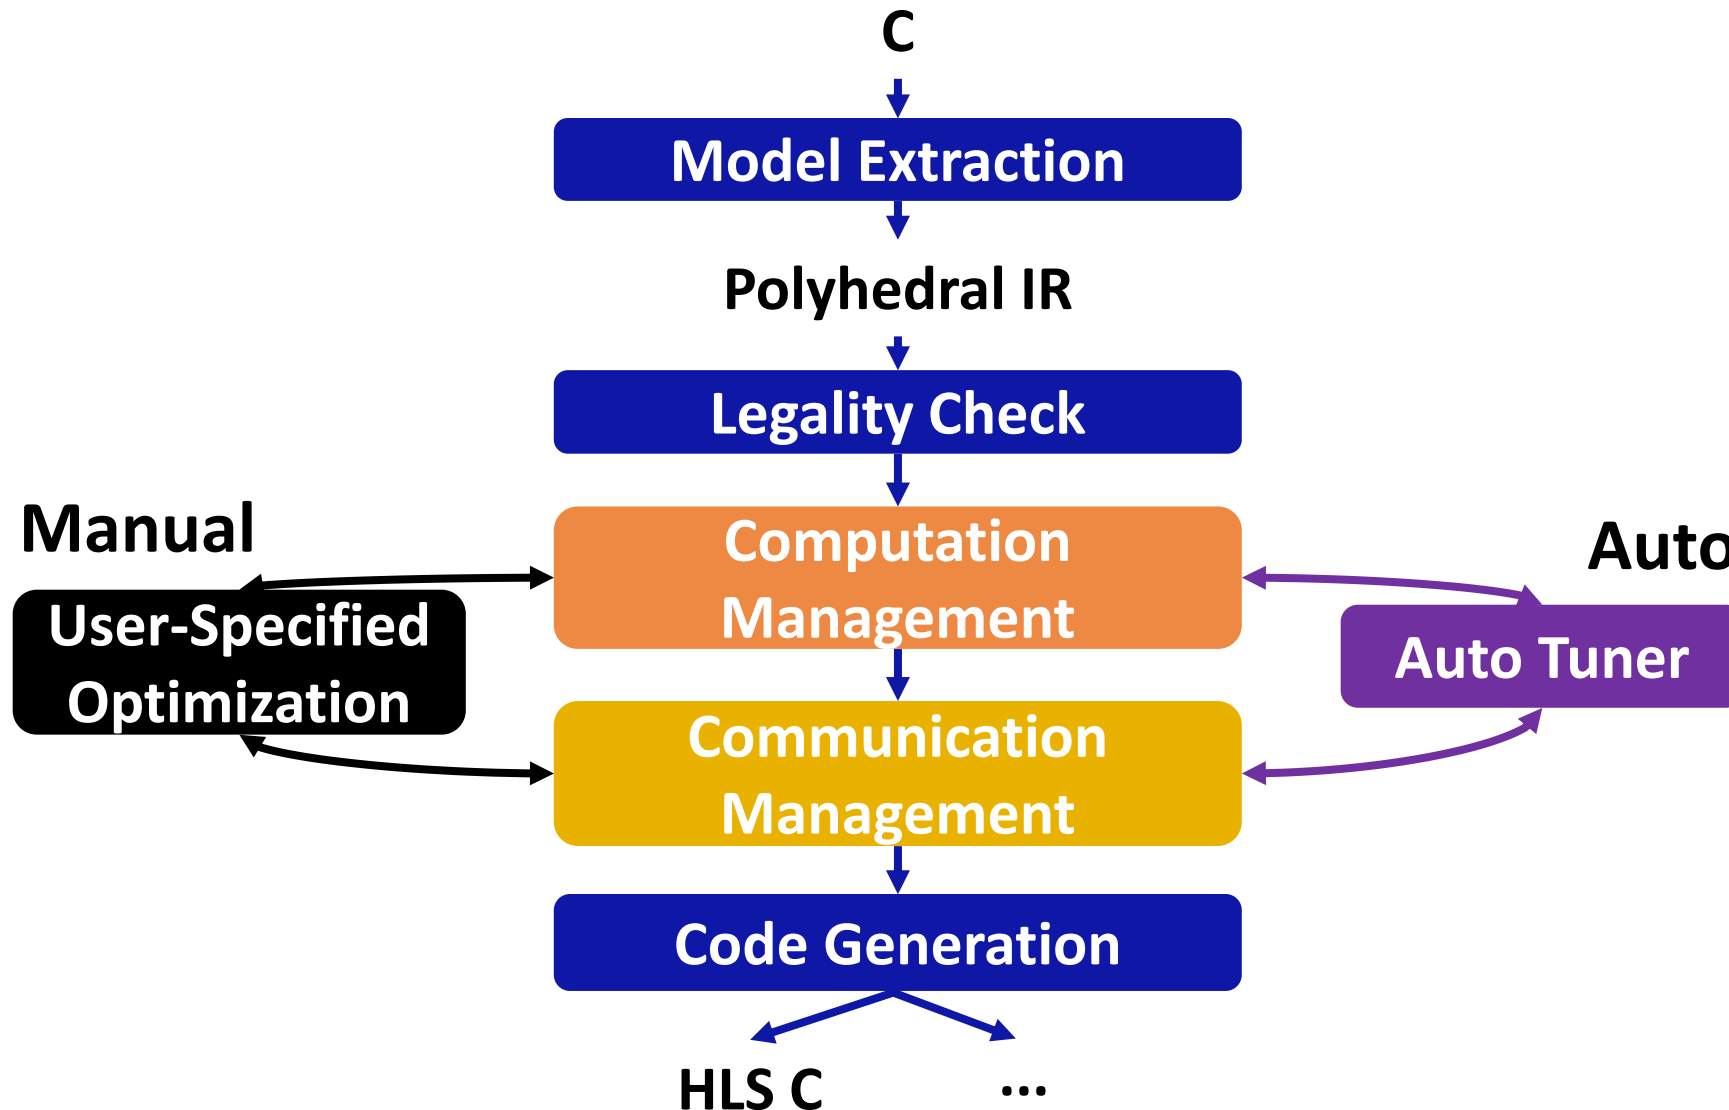 C
Model Extraction
Polyhedral IR
Legality Check
Manual
Auto
Computation
Management
User-Specified
Optimization
Auto Tuner
Communication
Management
Code Generation
HLS C
...